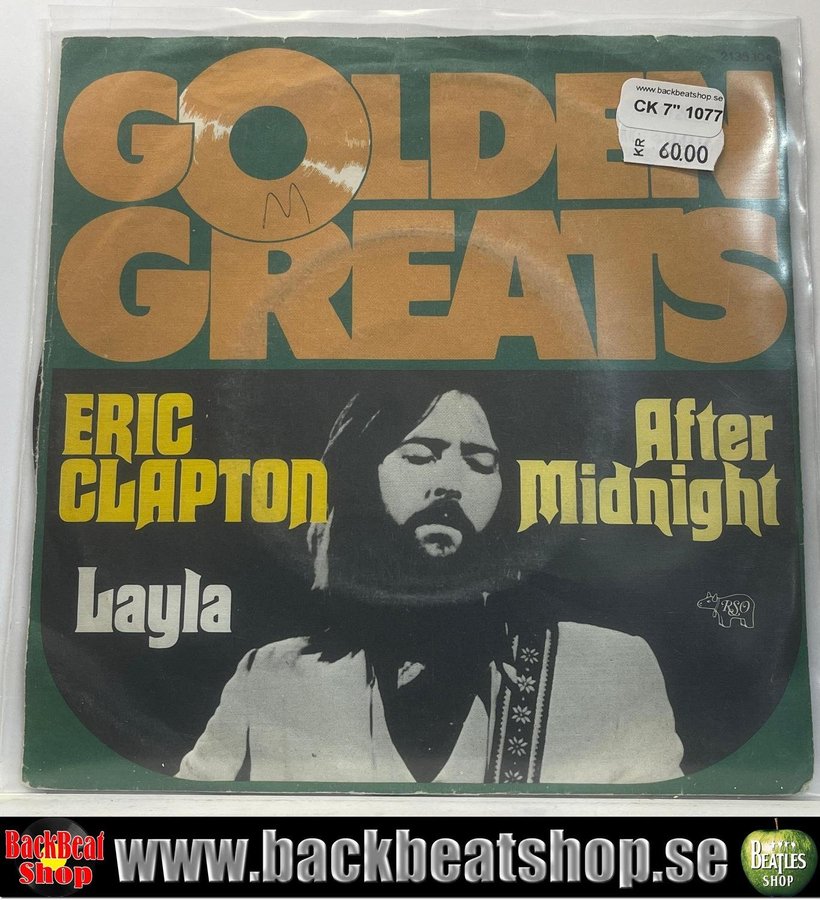 GOLDEN
GREATS
www.backbeatshop.se
CK 7" 1077
KR 60.00
M
ERIC
CLAPTON
After
Midnight
Layla
RSO
BackBeat
Shop
www.backbeatshop.se
BEATLES
SHOP